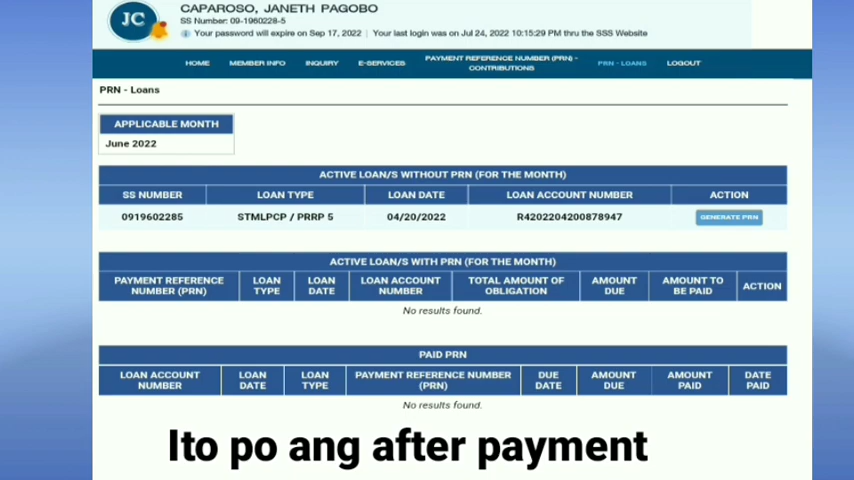 JC
CAPAROSO, JANETH PAGOBO
SS Number: 09-1960228-5
Your password will expire on Sep 17, 2022 | Your last login was on Jul 24, 2022 10:15:29 PM thru the SSS Website
HOME MEMBER INFO INQUIRY E-SERVICES PAYMENT REFERENCE NUMBER (PRN) - CONTRIBUTIONS PRN - LOANS LOGOUT
PRN - Loans
APPLICABLE MONTH
June 2022
ACTIVE LOAN/S WITHOUT PRN (FOR THE MONTH)
SS NUMBER LOAN TYPE LOAN DATE LOAN ACCOUNT NUMBER ACTION
0919602285 STMLPCP / PRRP 5 04/20/2022 R4202204200878947 GENERATE PRN
ACTIVE LOAN/S WITH PRN (FOR THE MONTH)
PAYMENT REFERENCE NUMBER (PRN) LOAN TYPE LOAN DATE LOAN ACCOUNT NUMBER TOTAL AMOUNT OF OBLIGATION AMOUNT DUE AMOUNT TO BE PAID ACTION
No results found.
PAID PRN
LOAN ACCOUNT NUMBER LOAN DATE LOAN TYPE PAYMENT REFERENCE NUMBER (PRN) DUE DATE AMOUNT DUE AMOUNT PAID DATE PAID
No results found.
Ito po ang after payment